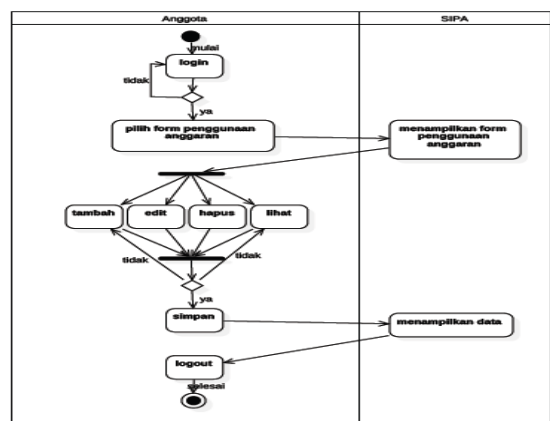 Anggota
SIPA
mulai
login
tidak
ya
pilih form penggunaan
anggaran
menampilkan form
penggunaan
anggaran
tambah
edit
hapus
lihat
tidak
tidak
ya
simpan
menampilkan data
logout
selesai